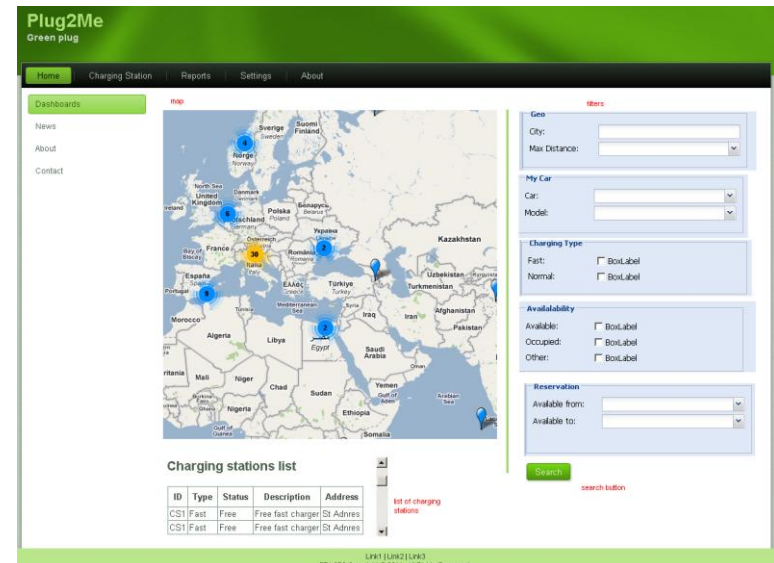 Plug2Me
Green plug
Home Charging Station Reports Settings About
Dashboards
News
About
Contact
map
Sverige
Sweden
Suomi
Finland
4
Norge
Norway
North Sea
United
Kingdom
Danmark
6
Polska
Poland
Беларусь
Belarus
Україна
France
Österreich
România
Romania
2
Kazakhstan
Bay of
Biscay
30
Italia
Italy
España
Spain
Portugal
9
Ελλάς
Greece
Türkiye
Turkey
Uzbekistan
Turkmenistan
Mediterranean
Sea
Syria
Tunisia
Iraq
Iran
Afghanistan
Pakistan
Morocco
Algeria
Libya
2
Egypt
Saudi
Arabia
Oman
Mali
Niger
Chad
Sudan
Yemen
Gulf of
Aden
Arabian
Sea
Burkina
Faso
Ghana
Nigeria
Ethiopia
Gulf of
Guinea
Somalia
filters
Geo
City:
Max Distance:
My Car
Car:
Model:
Charging Type
Fast: BoxLabel
Normal: BoxLabel
Availalability
Available: BoxLabel
Occupied: BoxLabel
Other: BoxLabel
Reservation
Available from:
Available to:
Search
search button
Charging stations list
ID Type Status Description Address
CS1 Fast Free Free fast charger St Adnres
CS1 Fast Free Free fast charger St Adnres
list of charging
stations
Link1 | Link2 | Link3